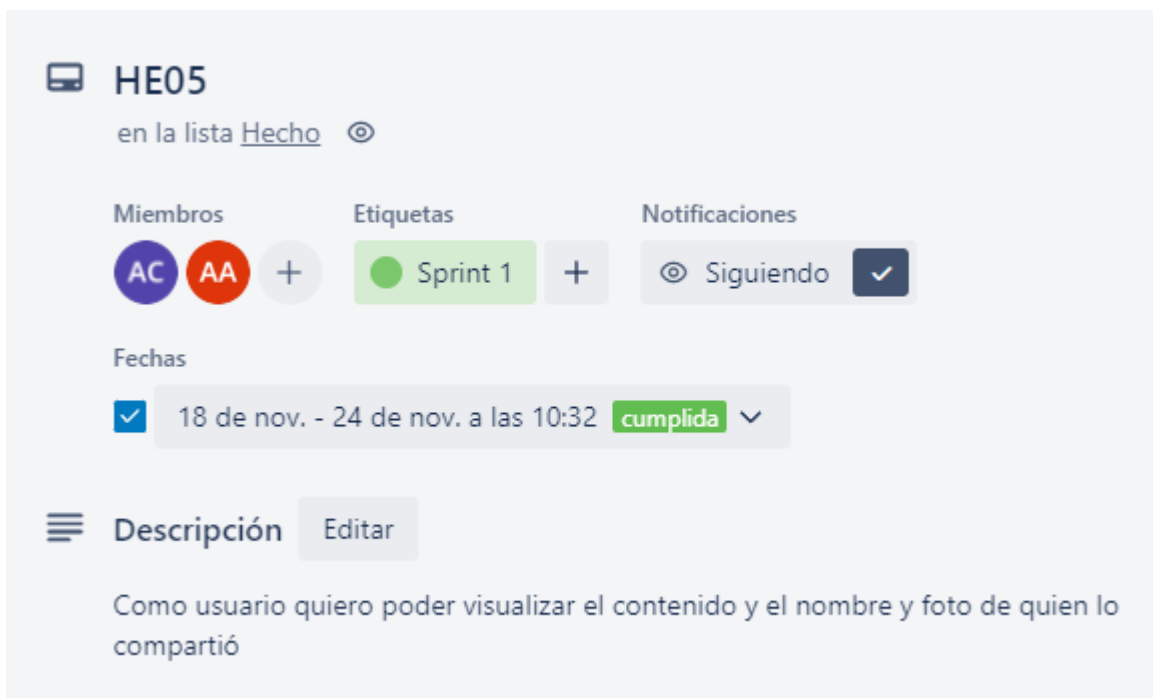 HE05
en la lista Hecho
Miembros Etiquetas Notificaciones
AC AA + Sprint 1 + Siguiendo
Fechas
18 de nov. - 24 de nov. a las 10:32 cumplida
Descripción Editar
Como usuario quiero poder visualizar el contenido y el nombre y foto de quien lo
compartió